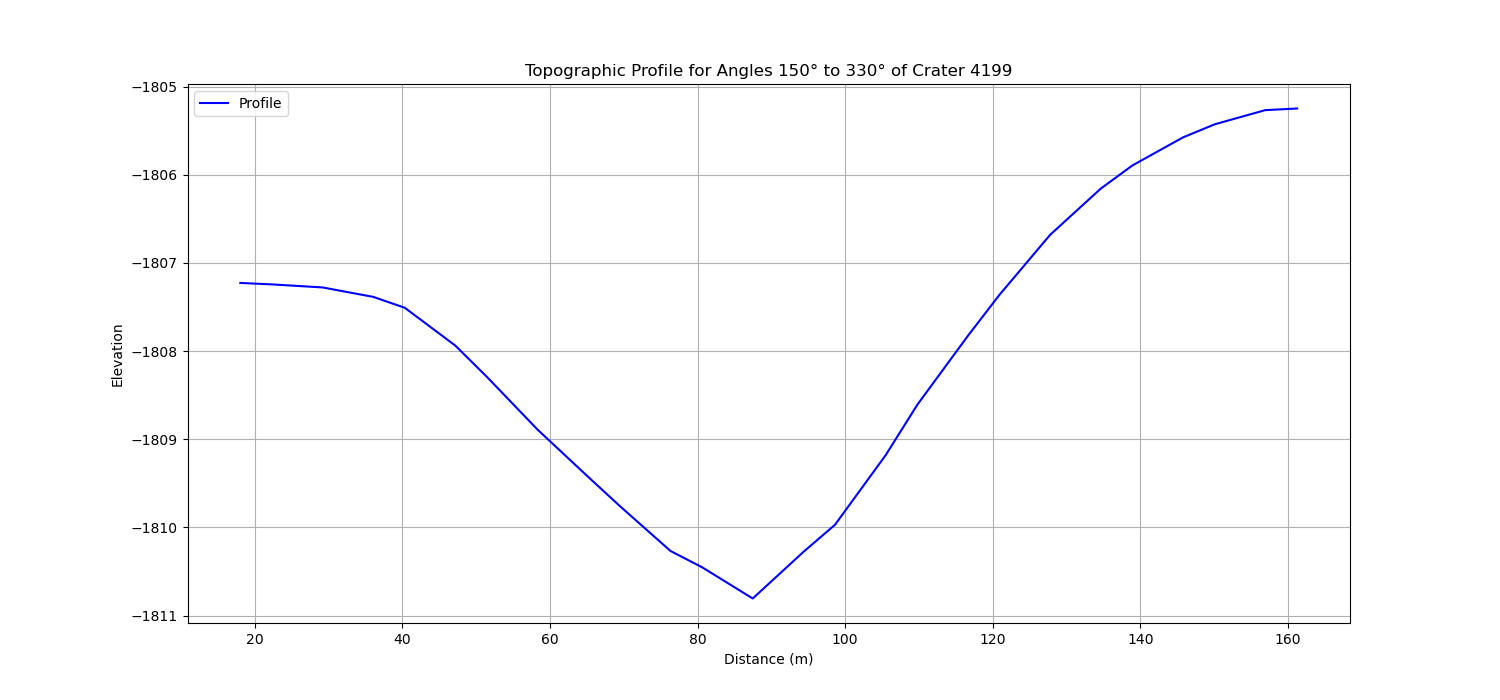 Topographic Profile for Angles 150° to 330° of Crater 4199
−1805
Profile
−1806
−1807
−1808
Elevation
−1809
−1810
−1811
20 40 60 80 100 120 140 160
Distance (m)